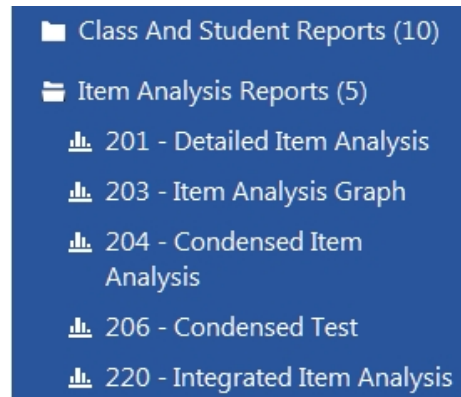 Class And Student Reports (10)
Item Analysis Reports (5)
201 - Detailed Item Analysis
203 - Item Analysis Graph
204 - Condensed Item
Analysis
206 - Condensed Test
220 - Integrated Item Analysis